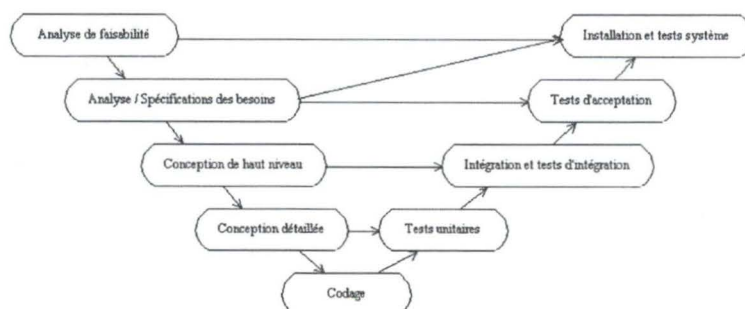 Analyse de faisabilité
Installation et tests système
Analyse / Spécifications des besoins
Tests d'acceptation
Conception de haut niveau
Intégration et tests d'intégration
Conception détaillée
Tests unitaires
Codage